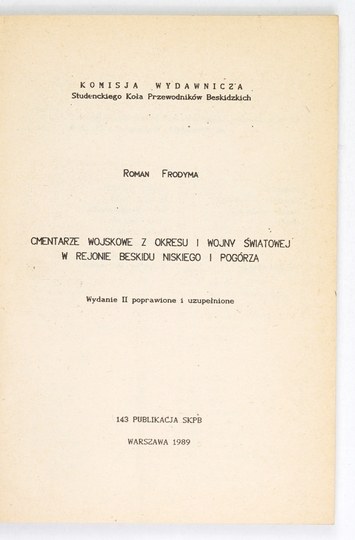 KOMISJA WYDAWNICZA
Studenckiego Koła Przewodników Beskidzkich
ROMAN FRODYMA
CMENTARZE WOJSKOWE Z OKRESU I WOJNY ŚWIATOWEJ
W REJONIE BESKIDU NISKIEGO I POGÓRZA
Wydanie II poprawione i uzupełnione
143 PUBLIKACJA SKPB
WARSZAWA 1989